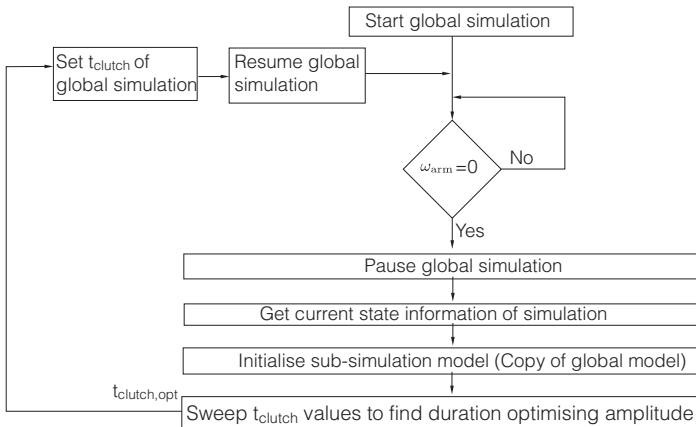 Start global simulation
Set t_clutch of
global simulation
Resume global
simulation
ω_arm=0
No
Yes
Pause global simulation
Get current state information of simulation
Initialise sub-simulation model (Copy of global model)
t_clutch,opt
Sweep t_clutch values to find duration optimising amplitude